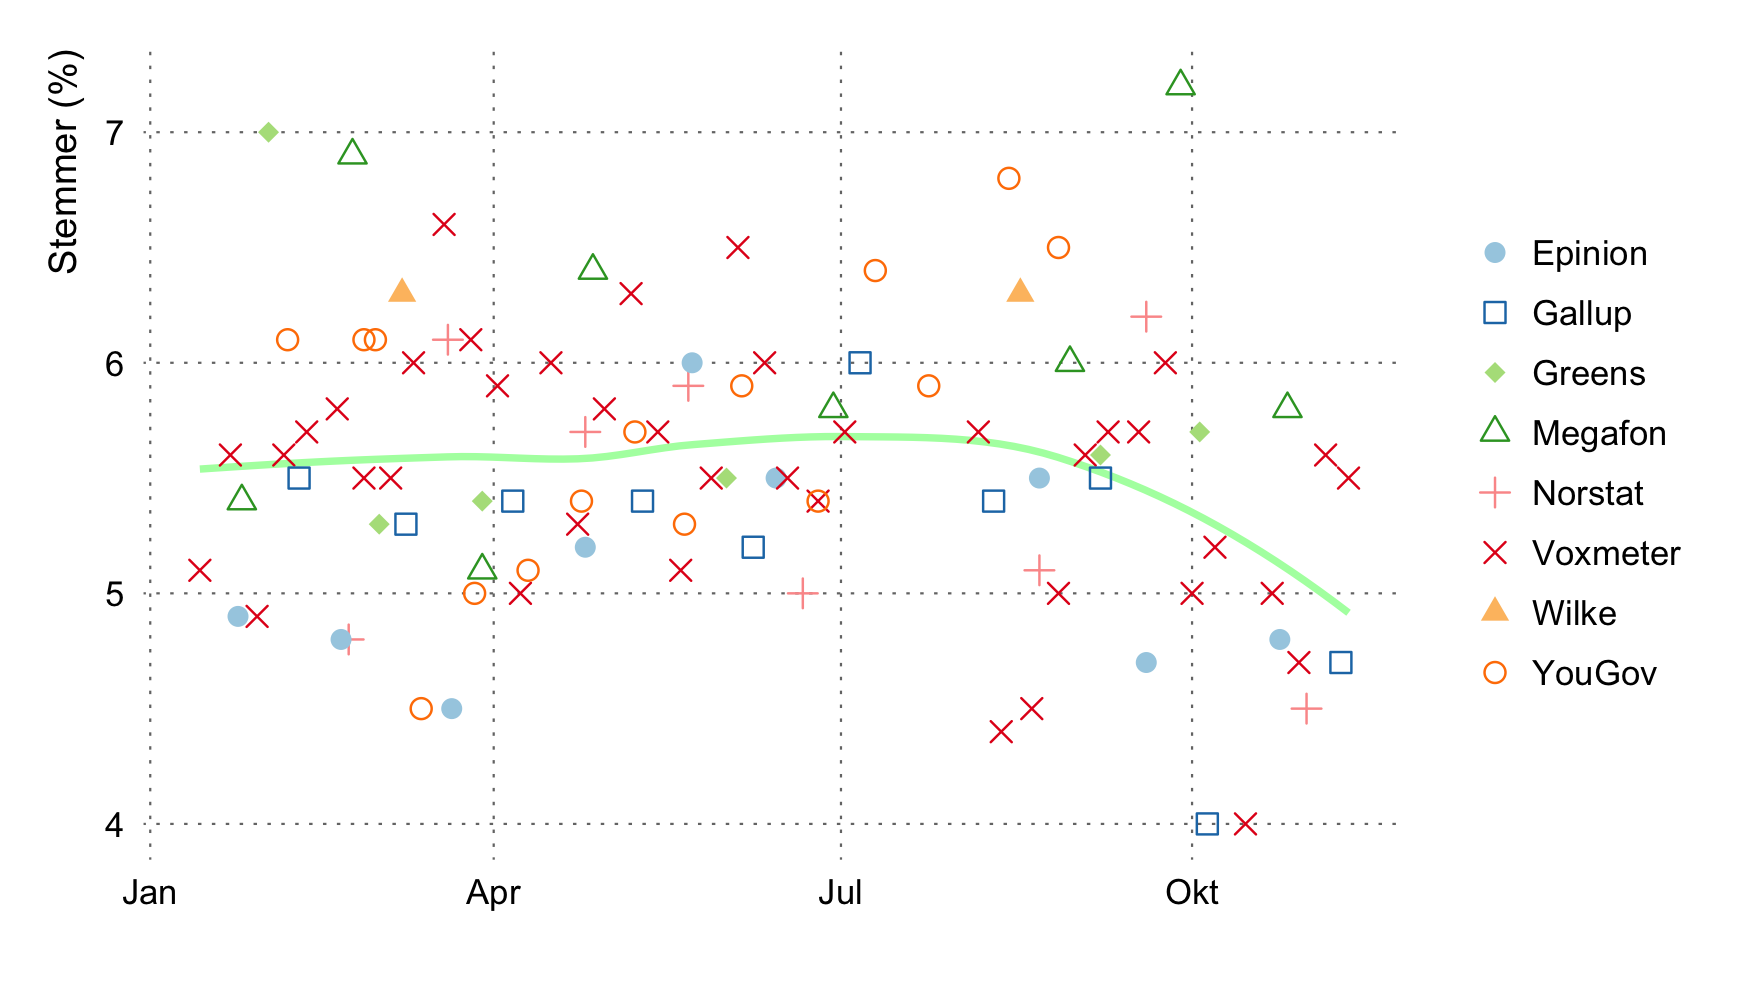 Stemmer (%)
7
6
5
4
Jan
Apr
Jul
Okt
Epinion
Gallup
Greens
Megafon
Norstat
Voxmeter
Wilke
YouGov